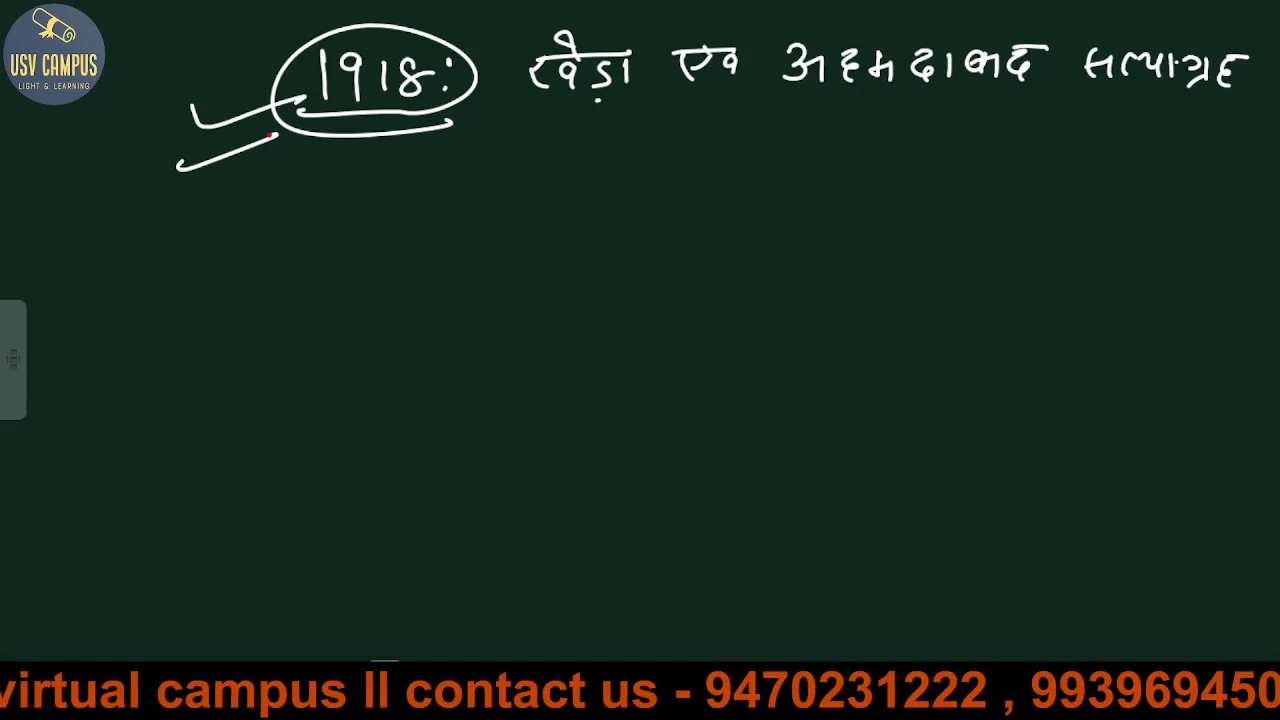 USV CAMPUS
LIGHT & LEARNING
1918: खेड़ा एव अहमदाबाद सत्याग्रह
virtual campus II contact us - 9470231222 , 993969450